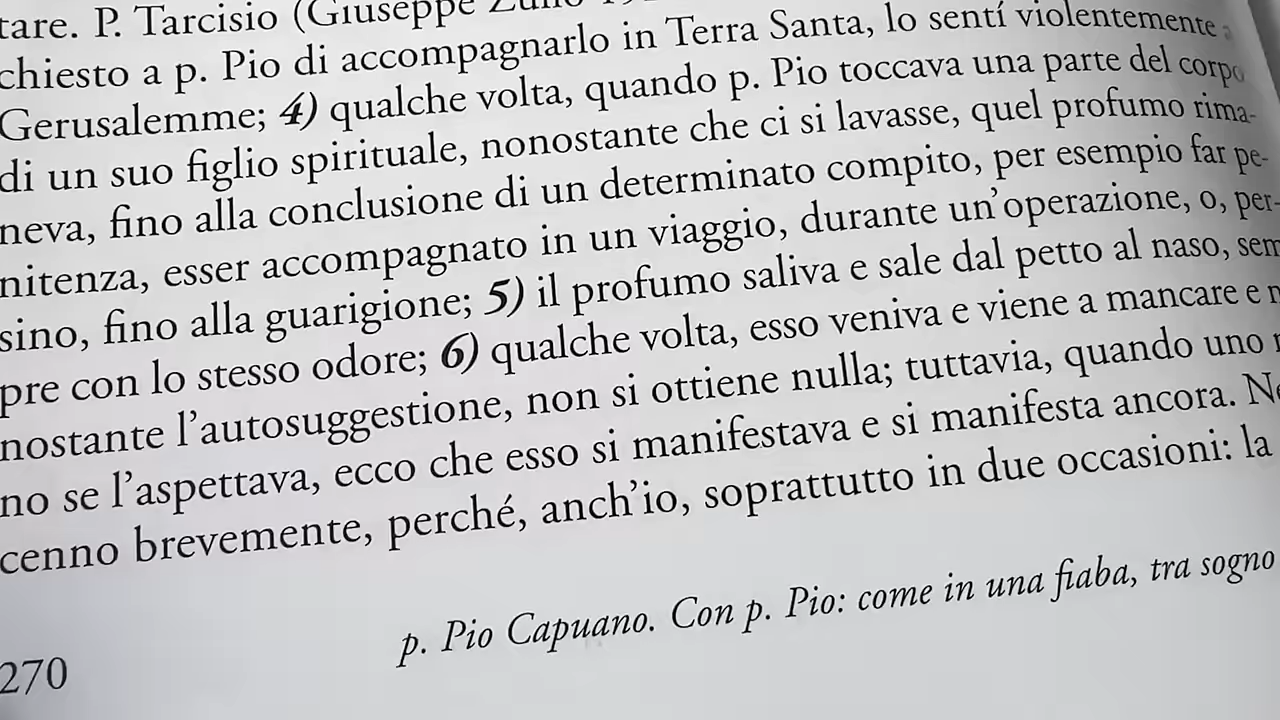 tare. P. Tarcisio (Giuseppe
chiesto a p. Pio di accompagnarlo in Terra Santa, lo sentí violentemente
Gerusalemme; 4) qualche volta, quando p. Pio toccava una parte del corpo
di un suo figlio spirituale, nonostante che ci si lavasse, quel profumo rima-
neva, fino alla conclusione di un determinato compito, per esempio far pe-
nitenza, esser accompagnato in un viaggio, durante un'operazione, o, per-
sino, fino alla guarigione; 5) il profumo saliva e sale dal petto al naso, sem
pre con lo stesso odore; 6) qualche volta, esso veniva e viene a mancare e
nostante l'autosuggestione, non si ottiene nulla; tuttavia, quando uno
no se l'aspettava, ecco che esso si manifestava e si manifesta ancora.
cenno brevemente, perché, anch'io, soprattutto in due occasioni: la
p. Pio Capuano. Con p. Pio: come in una fiaba, tra sogno
270